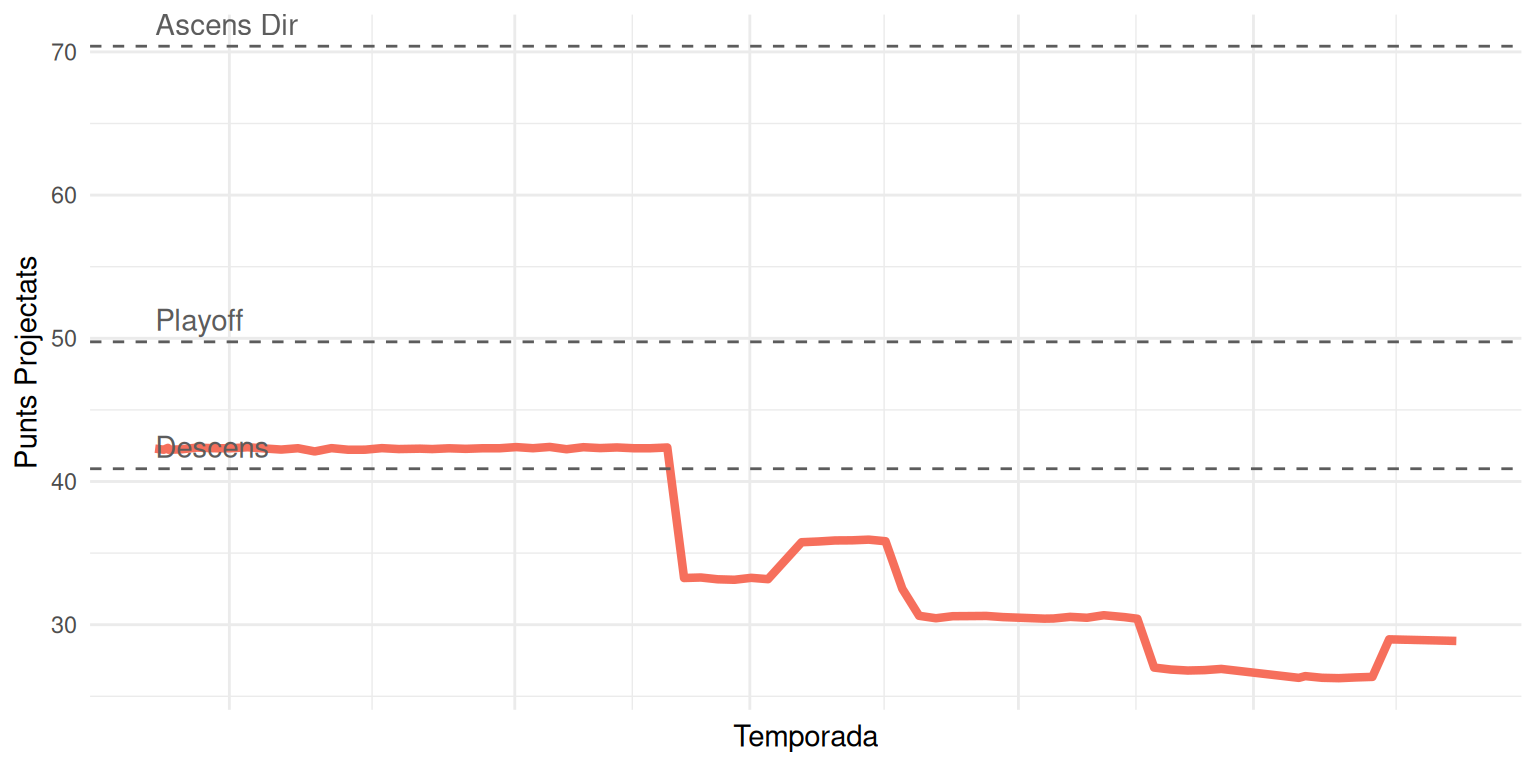 Ascens Dir
70
60
Playoff
50
Descens
40
30
Punts Projectats
Temporada